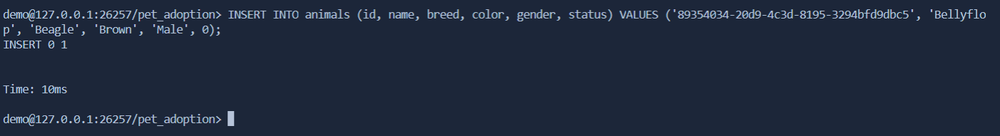 demo@127.0.0.1:26257/pet_adoption> INSERT INTO animals (id, name, breed, color, gender, status) VALUES ('89354034-20d9-4c3d-8195-3294bfd9dbc5', 'Bellyflo
p', 'Beagle', 'Brown', 'Male', 0);
INSERT 0 1
Time: 10ms
demo@127.0.0.1:26257/pet_adoption>